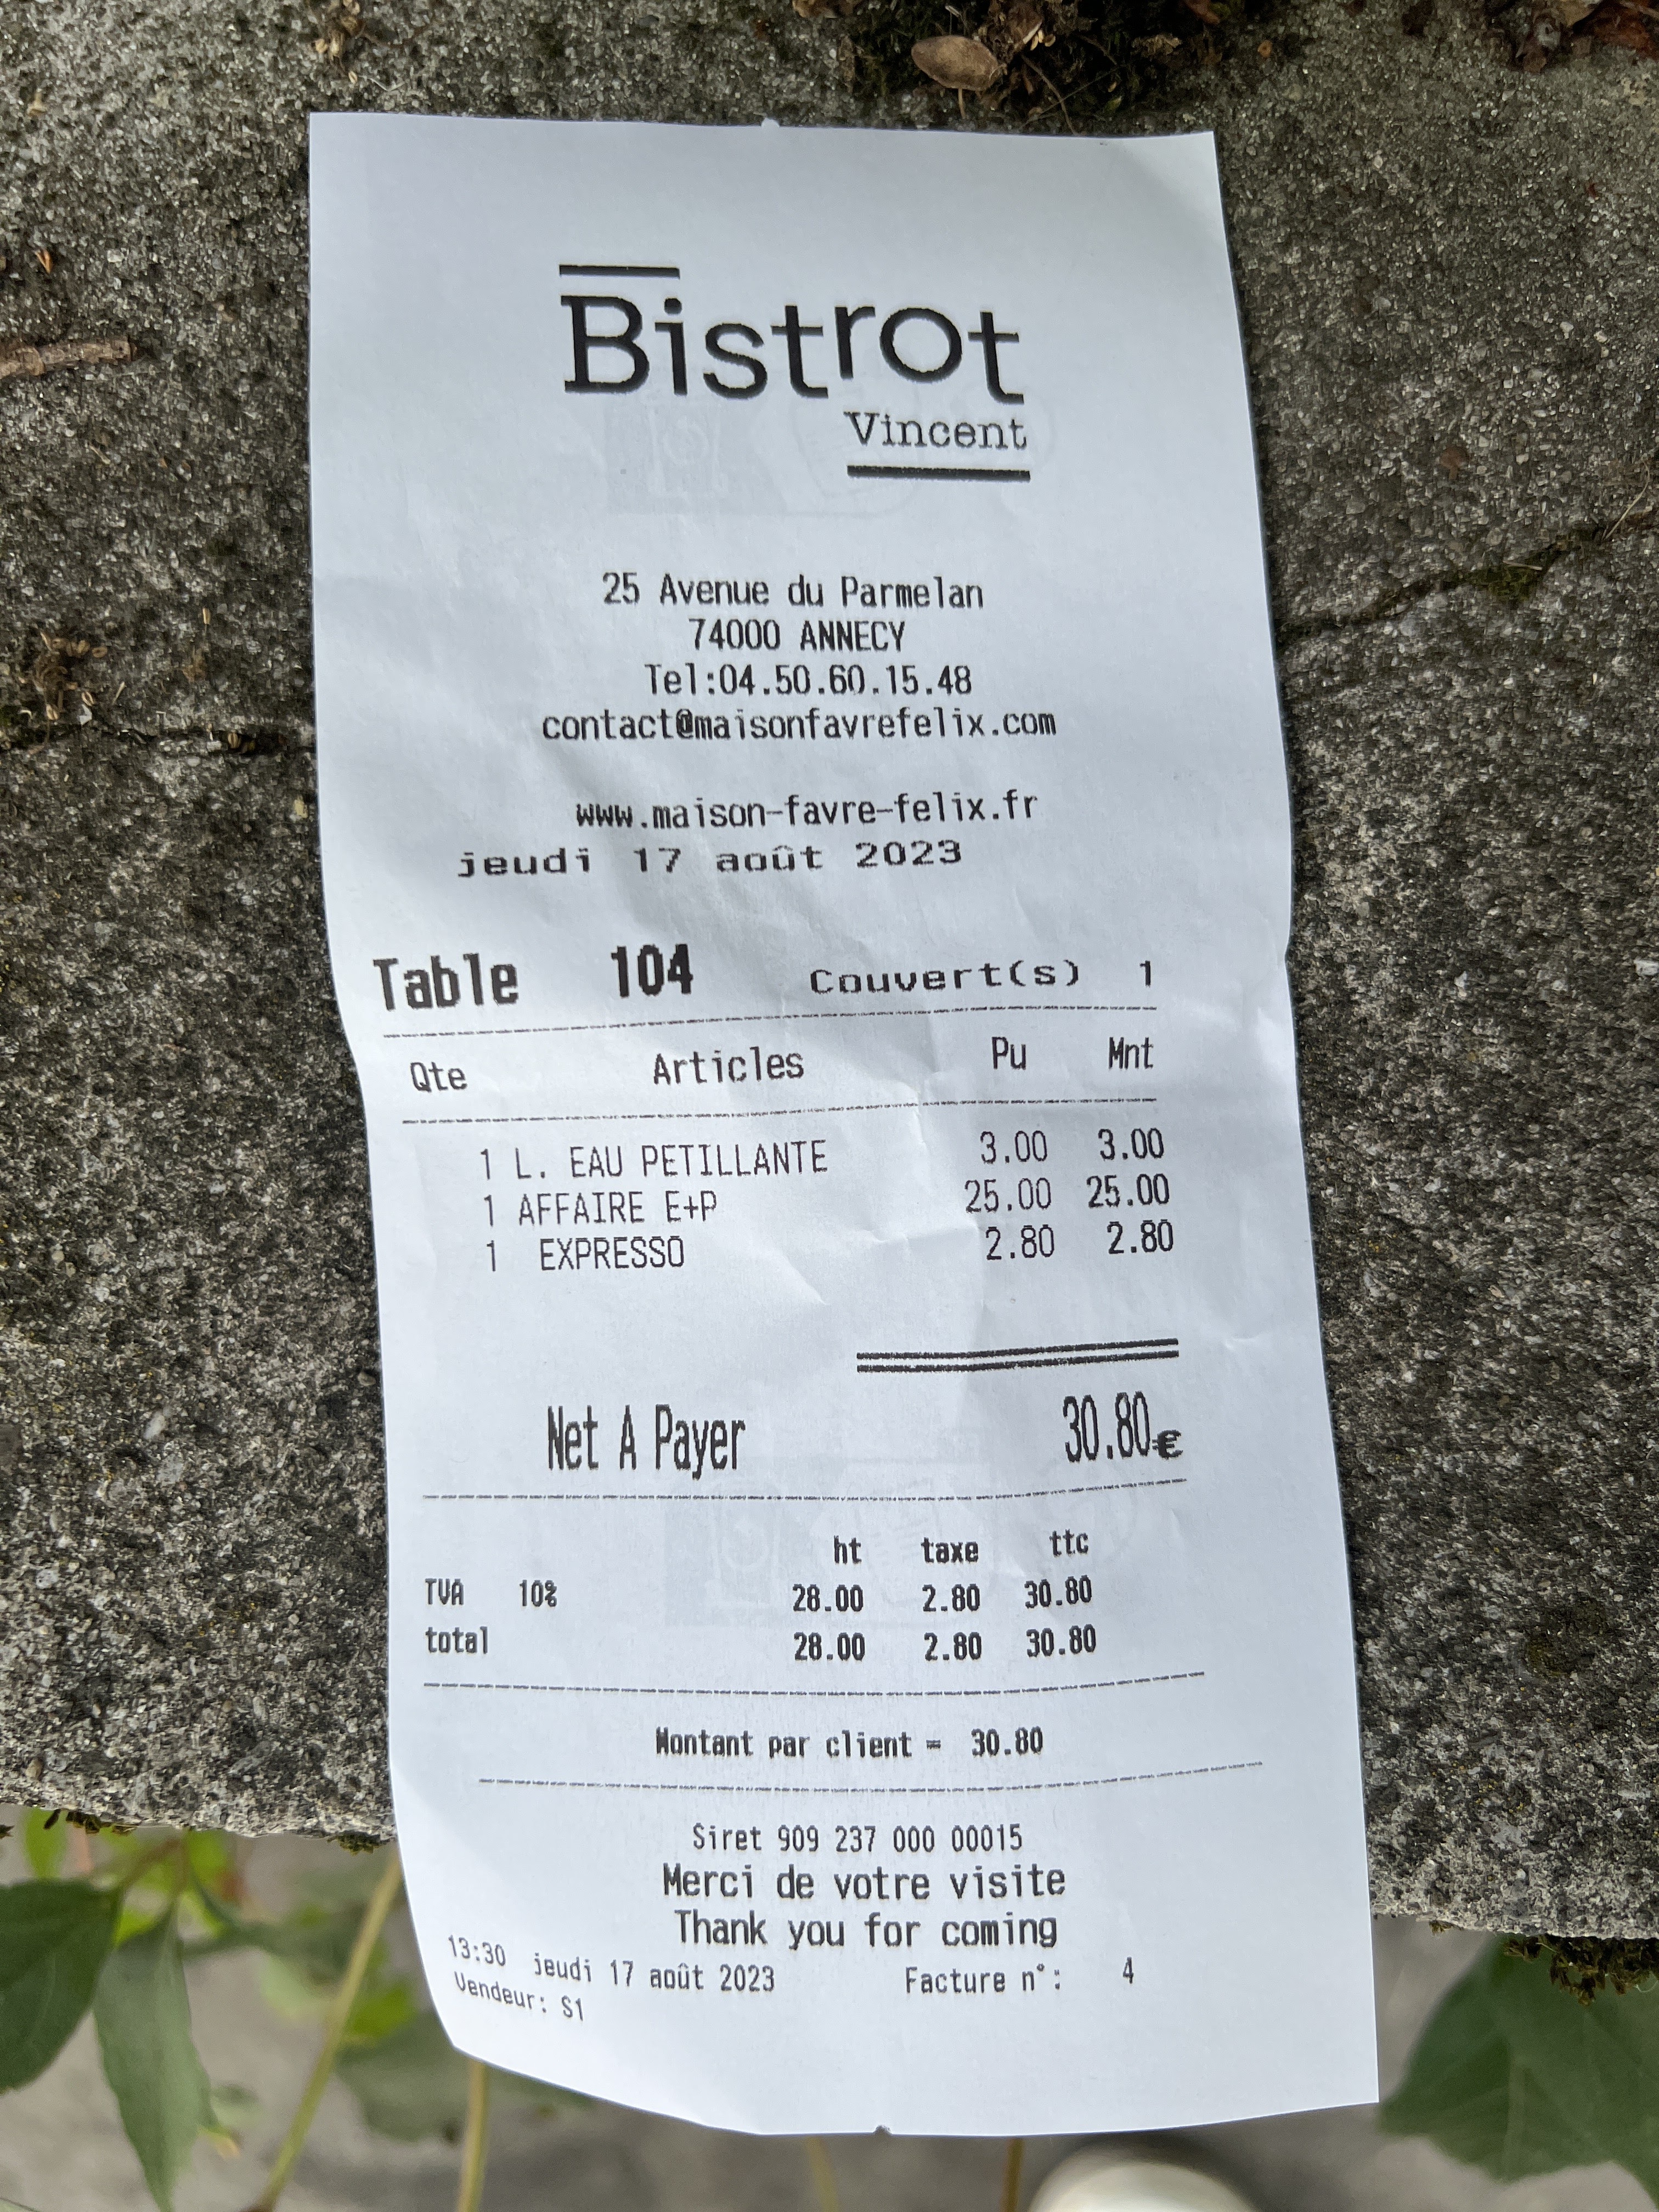 Bistrot
Vincent
25 Avenue du Parmelan
74000 ANNECY
Tel:04.50.60.15.48
contact@maisonfavrefelix.com
www.maison-favre-felix.fr
jeudi 17 août 2023
Table 104 Couvert(s) 1
Qte Articles Pu Mnt
1 L. EAU PETILLANTE 3.00 3.00
1 AFFAIRE E+P 25.00 25.00
1 EXPRESSO 2.80 2.80
Net A Payer 30.80€
ht taxe ttc
TVA 10% 28.00 2.80 30.80
total 28.00 2.80 30.80
Montant par client = 30.80
Siret 909 237 000 00015
Merci de votre visite
Thank you for coming
13:30 jeudi 17 août 2023 Facture n°: 4
Vendeur: S1